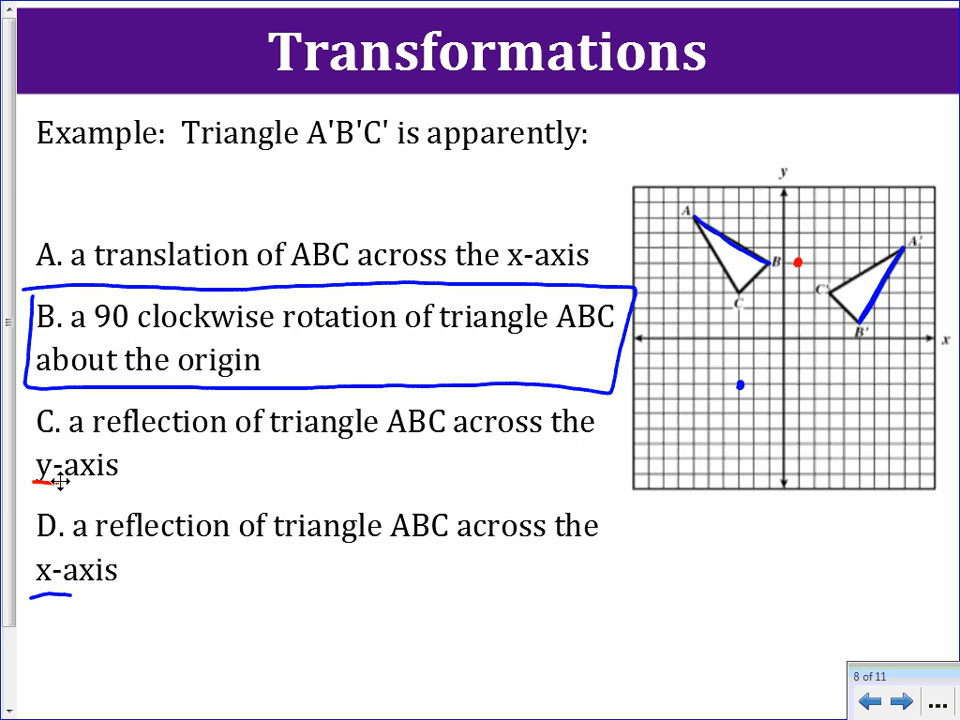 Transformations
Example: Triangle A'B'C' is apparently:
y
A
A'
B
C'
C
B'
x
A. a translation of ABC across the x-axis
B. a 90 clockwise rotation of triangle ABC
about the origin
C. a reflection of triangle ABC across the
y-axis
D. a reflection of triangle ABC across the
x-axis
8 of 11
...